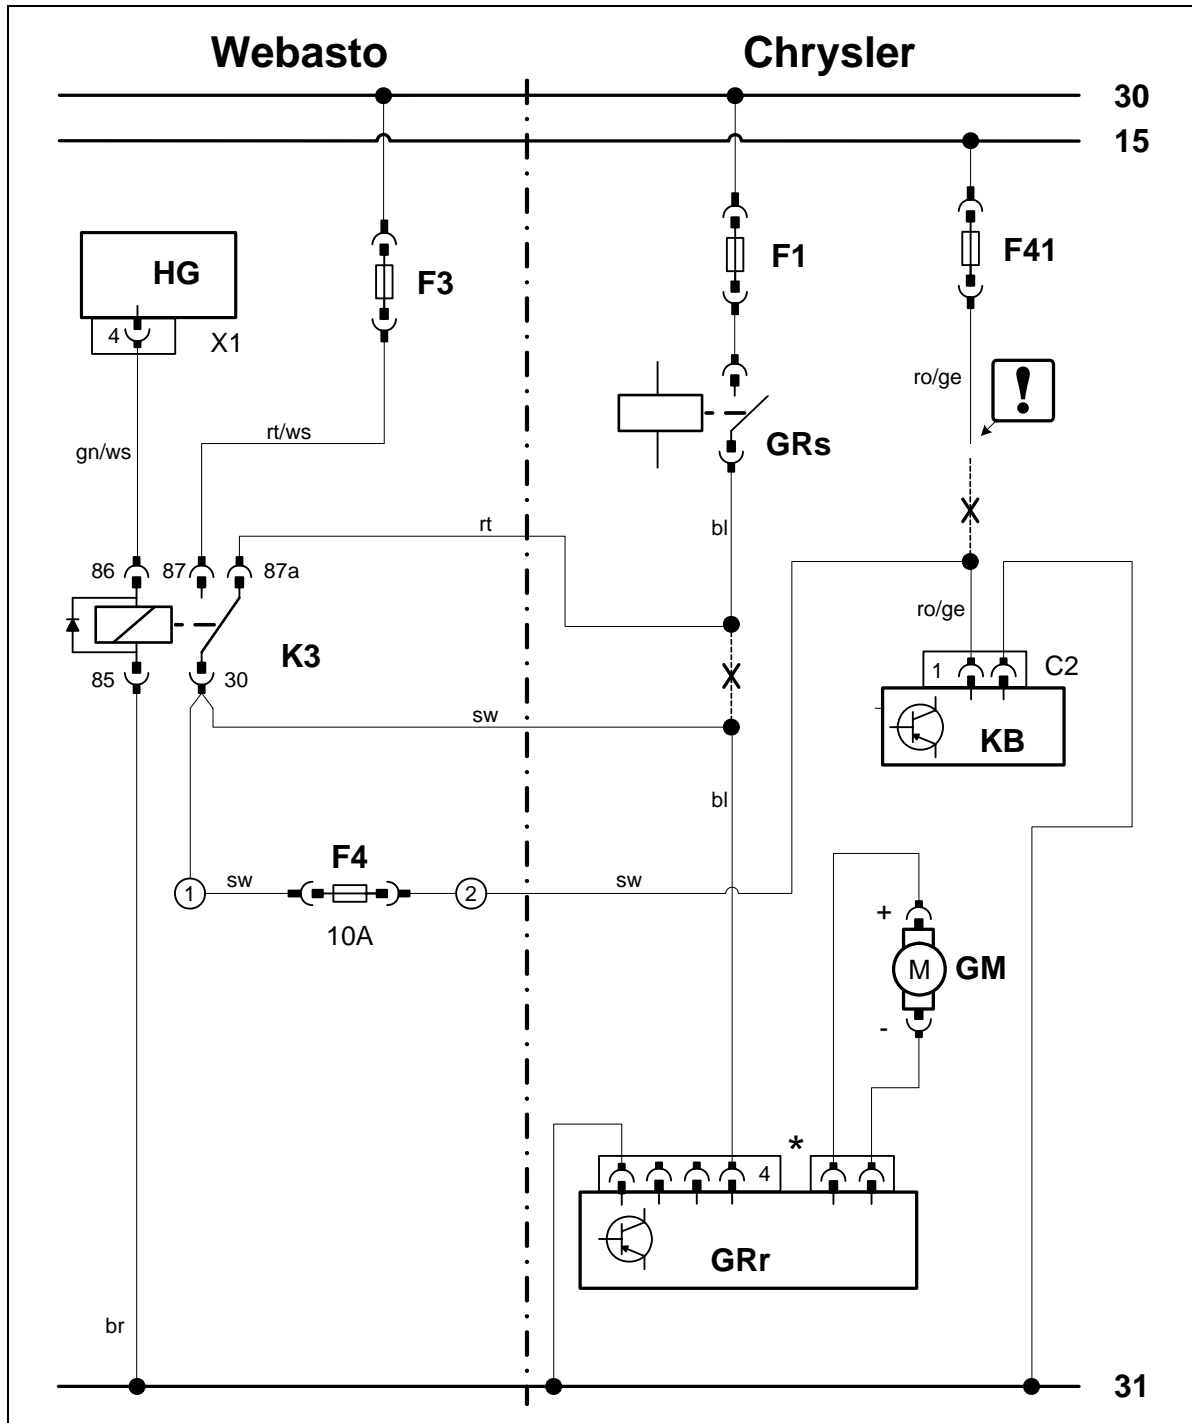 Webasto Chrysler
30
15
HG
F3
F1
F41
4
X1
ro/ge
!
rt/ws
gn/ws
GRs
rt
bl
86 87 87a
ro/ge
K3
1 C2
85 30
sw
KB
bl
F4
1 sw 2 sw
10A
+
M GM
-
*
4
GRr
br
31